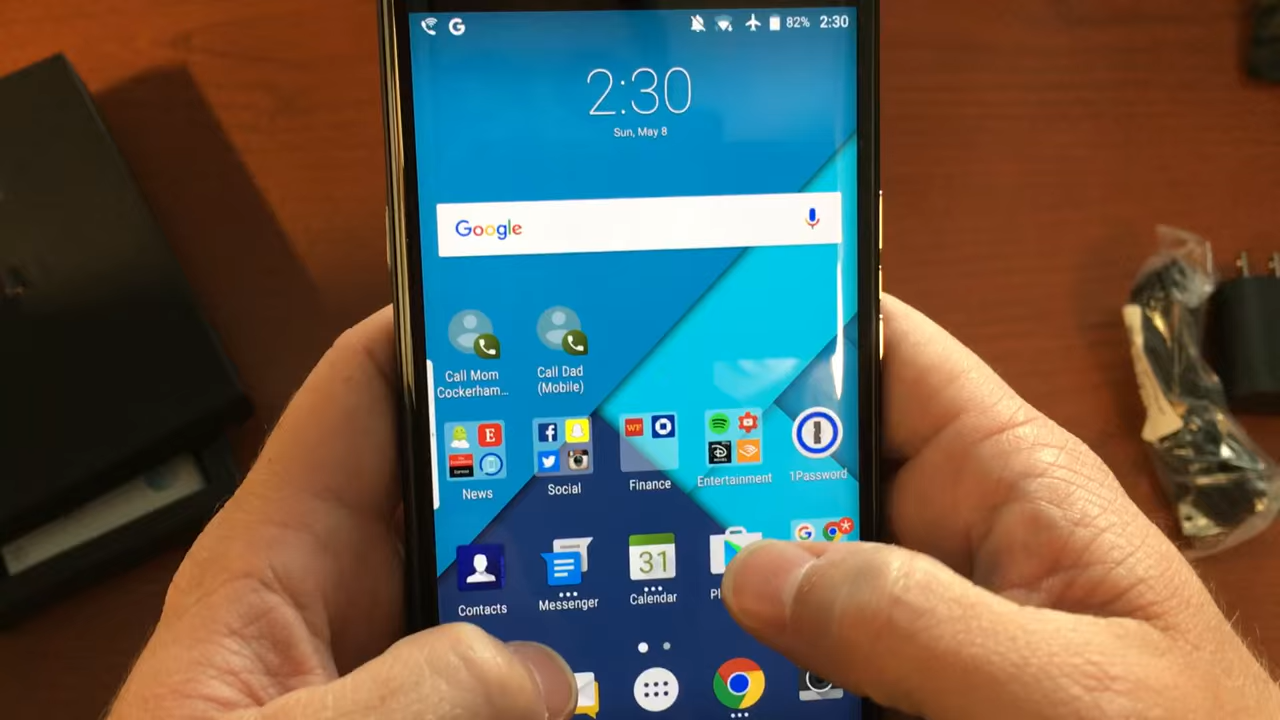 G 82% 2:30
2:30
Sun, May 8
Google
Call Mom
Cockerham...
Call Dad
(Mobile)
WF
News
Social
Finance
Entertainment
1Password
31
Contacts
Messenger
Calendar